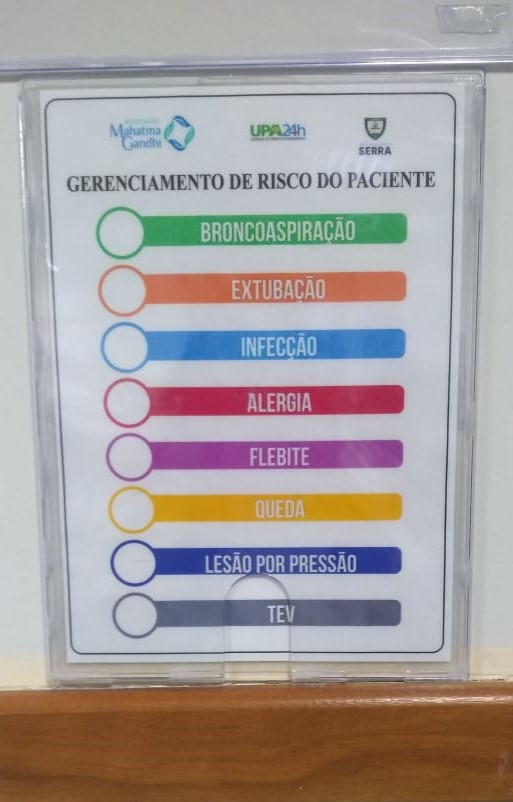 Mahatma
Gandhi
UPA24h
SERRA
GERENCIAMENTO DE RISCO DO PACIENTE
BRONCOASPIRAÇÃO
EXTUBAÇÃO
INFECÇÃO
ALERGIA
FLEBITE
QUEDA
LESÃO POR PRESSÃO
TEV